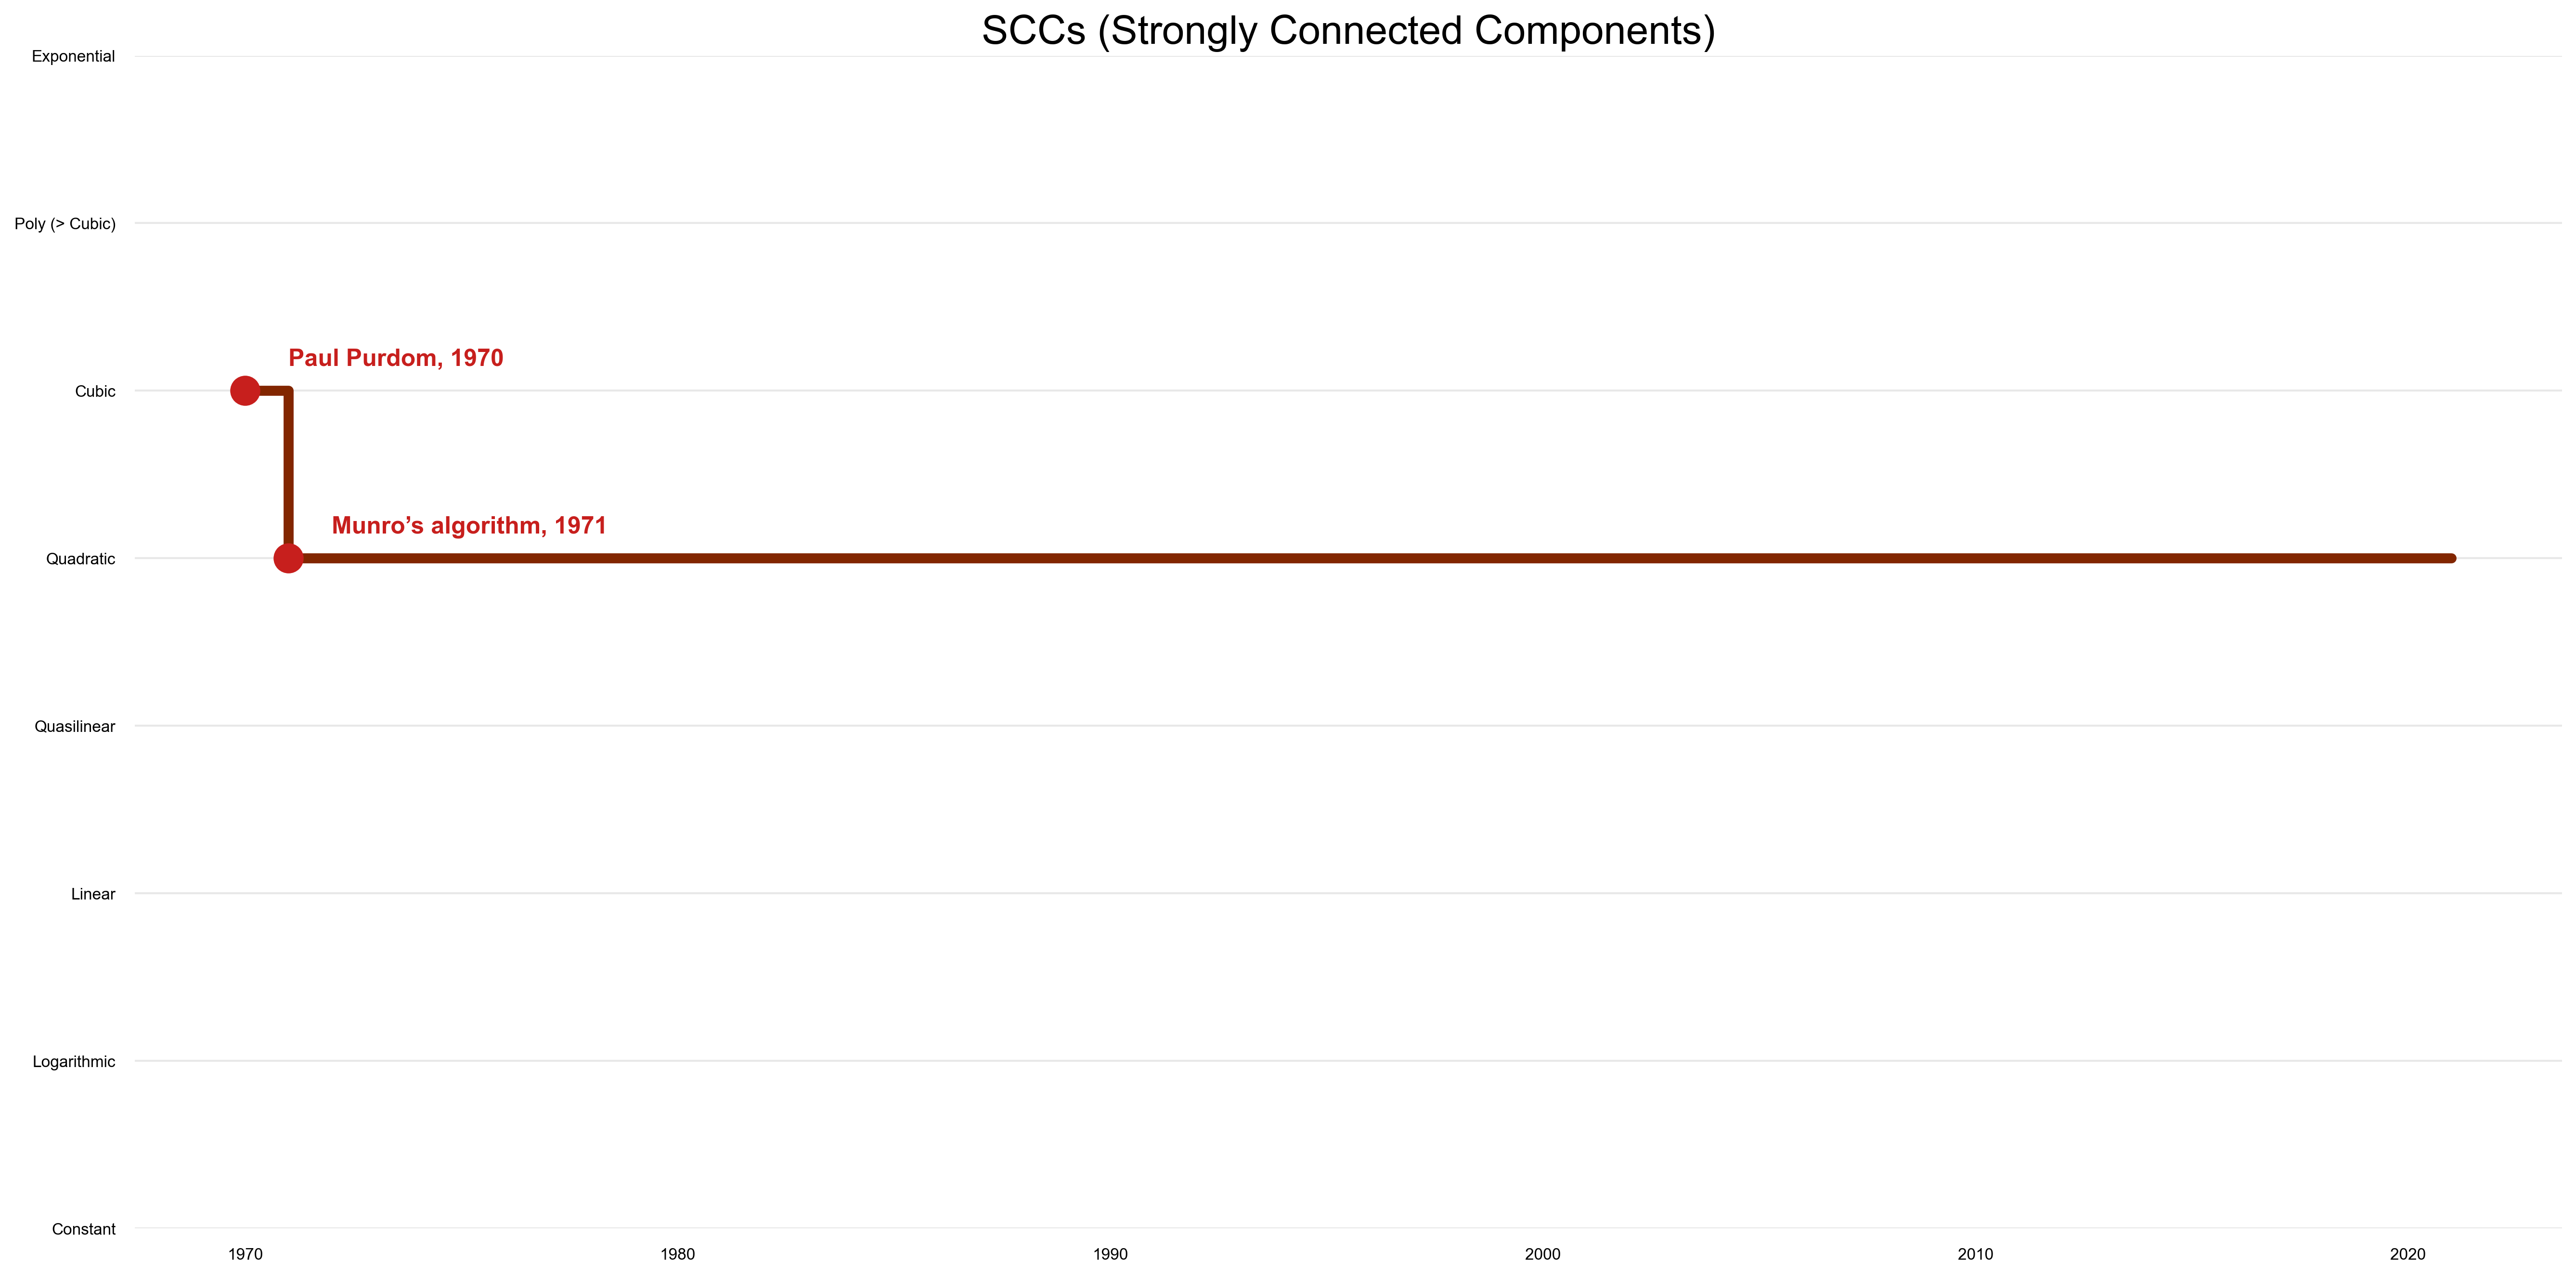 SCCs (Strongly Connected Components)
Exponential
Poly (> Cubic)
Paul Purdom, 1970
Cubic
Munro’s algorithm, 1971
Quadratic
Quasilinear
Linear
Logarithmic
Constant
1970 1980 1990 2000 2010 2020